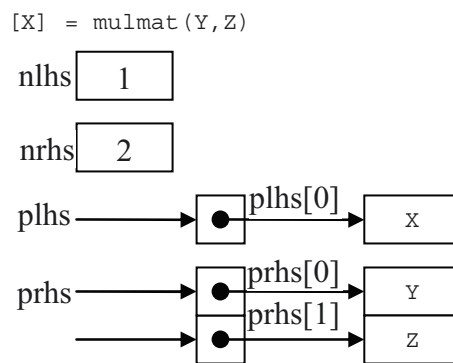 [X] = mulmat(Y,Z)
nlhs 1
nrhs 2
plhs plhs[0] X
prhs prhs[0] Y
prhs[1] Z